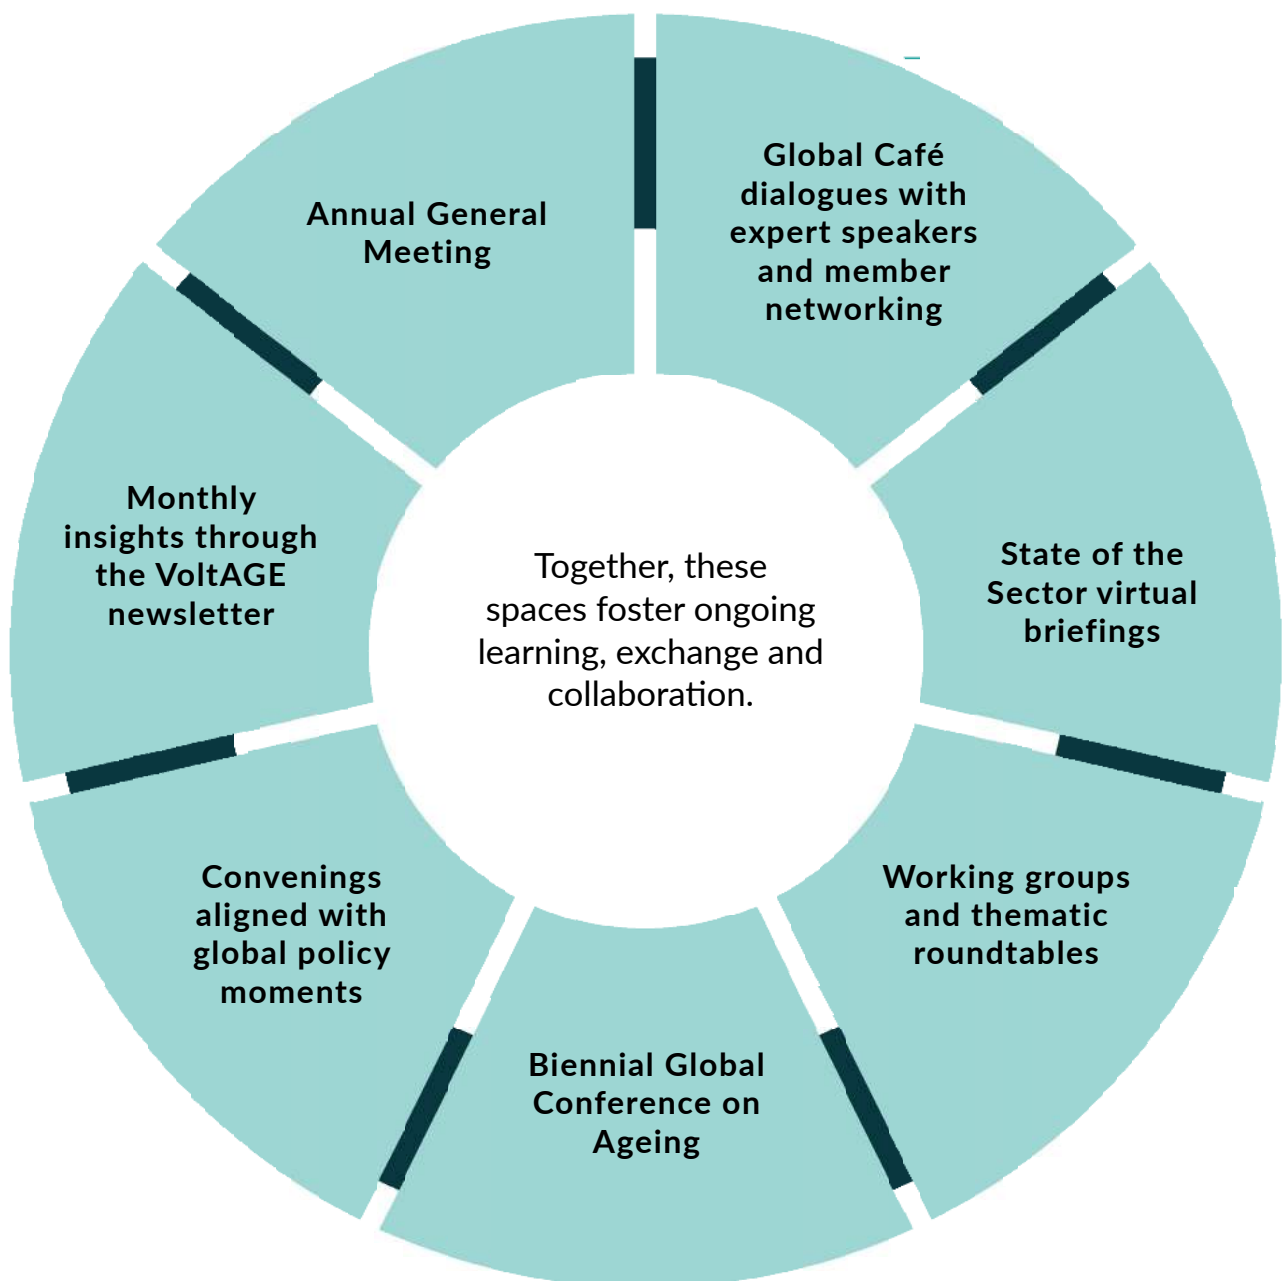 Global Café
dialogues with
expert speakers
and member
networking
State of the
Sector virtual
briefings
Working groups
and thematic
roundtables
Biennial Global
Conference on
Ageing
Convenings
aligned with
global policy
moments
Monthly
insights through
the VoltAGE
newsletter
Annual General
Meeting
Together, these
spaces foster ongoing
learning, exchange and
collaboration.